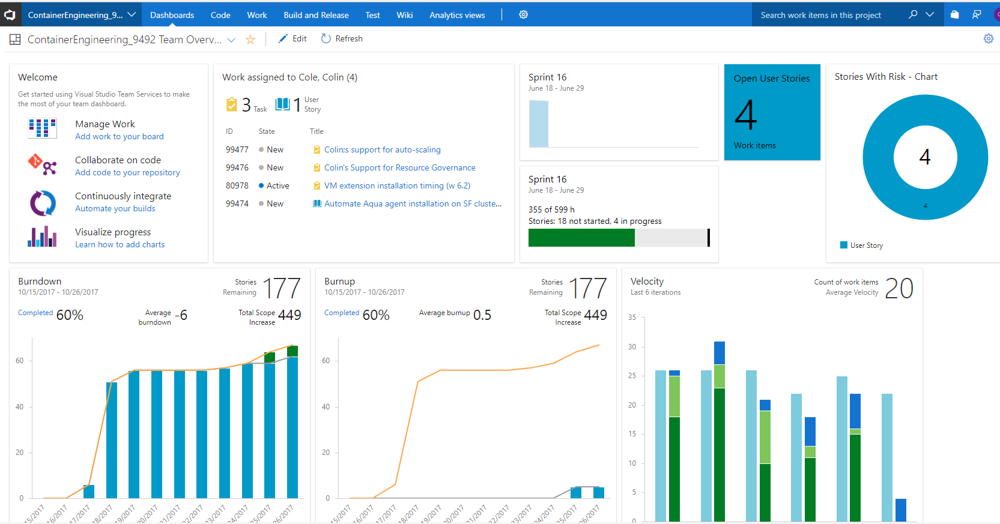 ContainerEngineering_9...
Dashboards Code Work Build and Release Test Wiki Analytics views
Search work items in this project
ContainerEngineering_9492 Team Overv...
Edit Refresh
Welcome
Get started using Visual Studio Team Services to make
the most of your team dashboard.
Manage Work
Add work to your board
Collaborate on code
Add code to your repository
Continuously integrate
Automate your builds
Visualize progress
Learn how to add charts
Work assigned to Cole, Colin (4)
3 Task 1 User Story
ID State Title
99477 New Colin;s support for auto-scaling
99476 New Colin's Support for Resource Governance
80978 Active VM extension installation timing (w 6.2)
99474 New Automate Aqua agent installation on SF cluste...
Sprint 16
June 18 - June 29
Sprint 16
June 18 - June 29
355 of 599 h
Stories: 18 not started, 4 in progress
Open User Stories
4
Work items
Stories With Risk - Chart
4
4
User Story
Burndown
10/15/2017 - 10/26/2017
Stories Remaining 177
Completed 60%
Average burndown -6
Total Scope Increase 449
60
40
20
0
15/2017 16/2017 17/2017 18/2017 19/2017 20/2017 21/2017 22/2017 23/2017 24/2017 25/2017 26/2017
Burnup
10/15/2017 - 10/26/2017
Stories Remaining 177
Completed 60%
Average burnup 0.5
Total Scope Increase 449
60
40
20
0
15/2017 16/2017 17/2017 18/2017 19/2017 20/2017 21/2017 22/2017 23/2017 24/2017 25/2017 26/2017
Velocity
Last 6 iterations
Count of work items
Average Velocity 20
35
30
25
20
15
10
5
0